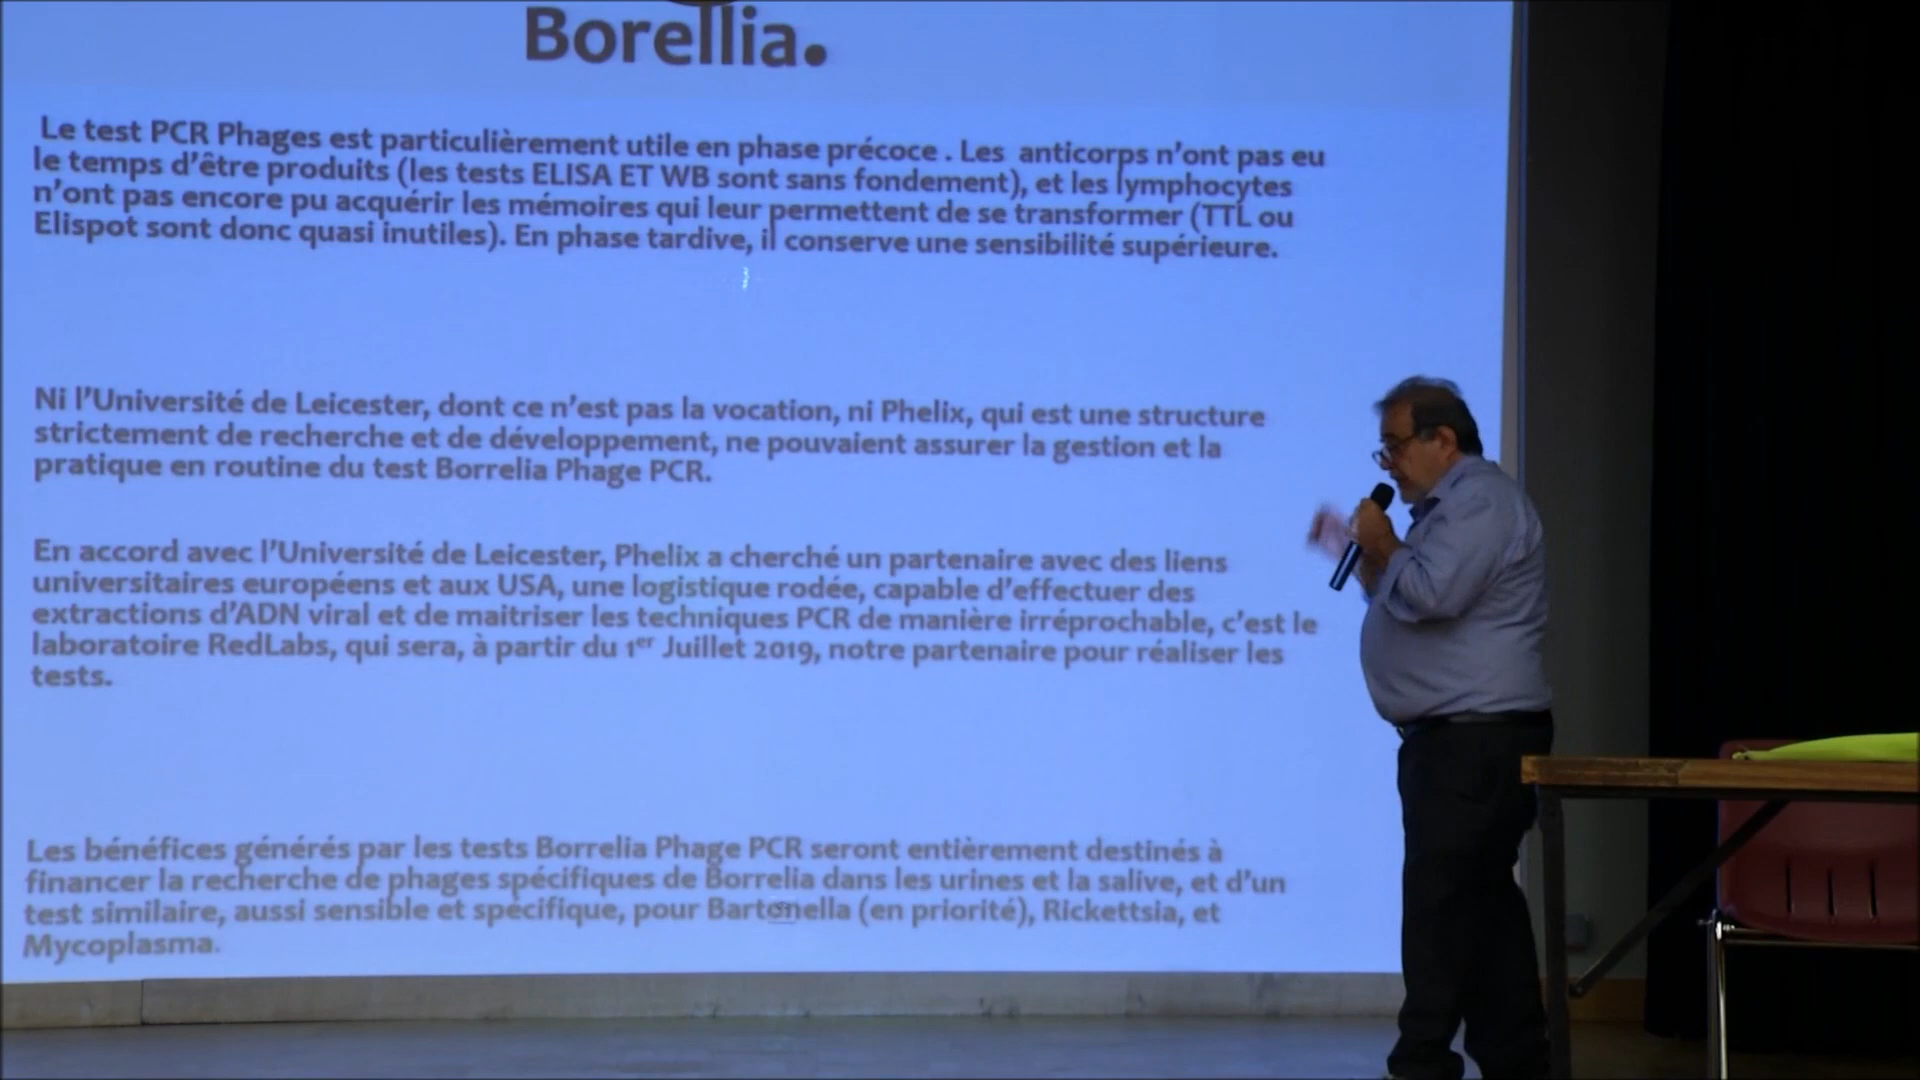 Borellia.
Le test PCR Phages est particulièrement utile en phase précoce . Les anticorps n'ont pas eu
le temps d'être produits (les tests ELISA ET WB sont sans fondement), et les lymphocytes
n'ont pas encore pu acquérir les mémoires qui leur permettent de se transformer (TTL ou
Elispot sont donc quasi inutiles). En phase tardive, il conserve une sensibilité supérieure.
Ni l'Université de Leicester, dont ce n'est pas la vocation, ni Phelix, qui est une structure
strictement de recherche et de développement, ne pouvaient assurer la gestion et la
pratique en routine du test Borrelia Phage PCR.
En accord avec l'Université de Leicester, Phelix a cherché un partenaire avec des liens
universitaires européens et aux USA, une logistique rodée, capable d'effectuer des
extractions d'ADN viral et de maitriser les techniques PCR de manière irréprochable, c'est le
laboratoire RedLabs, qui sera, à partir du 1er Juillet 2019, notre partenaire pour réaliser les
tests.
Les bénéfices générés par les tests Borrelia Phage PCR seront entièrement destinés à
financer la recherche de phages spécifiques de Borrelia dans les urines et la salive, et d'un
test similaire, aussi sensible et spécifique, pour Bartonella (en priorité), Rickettsia, et
Mycoplasma.